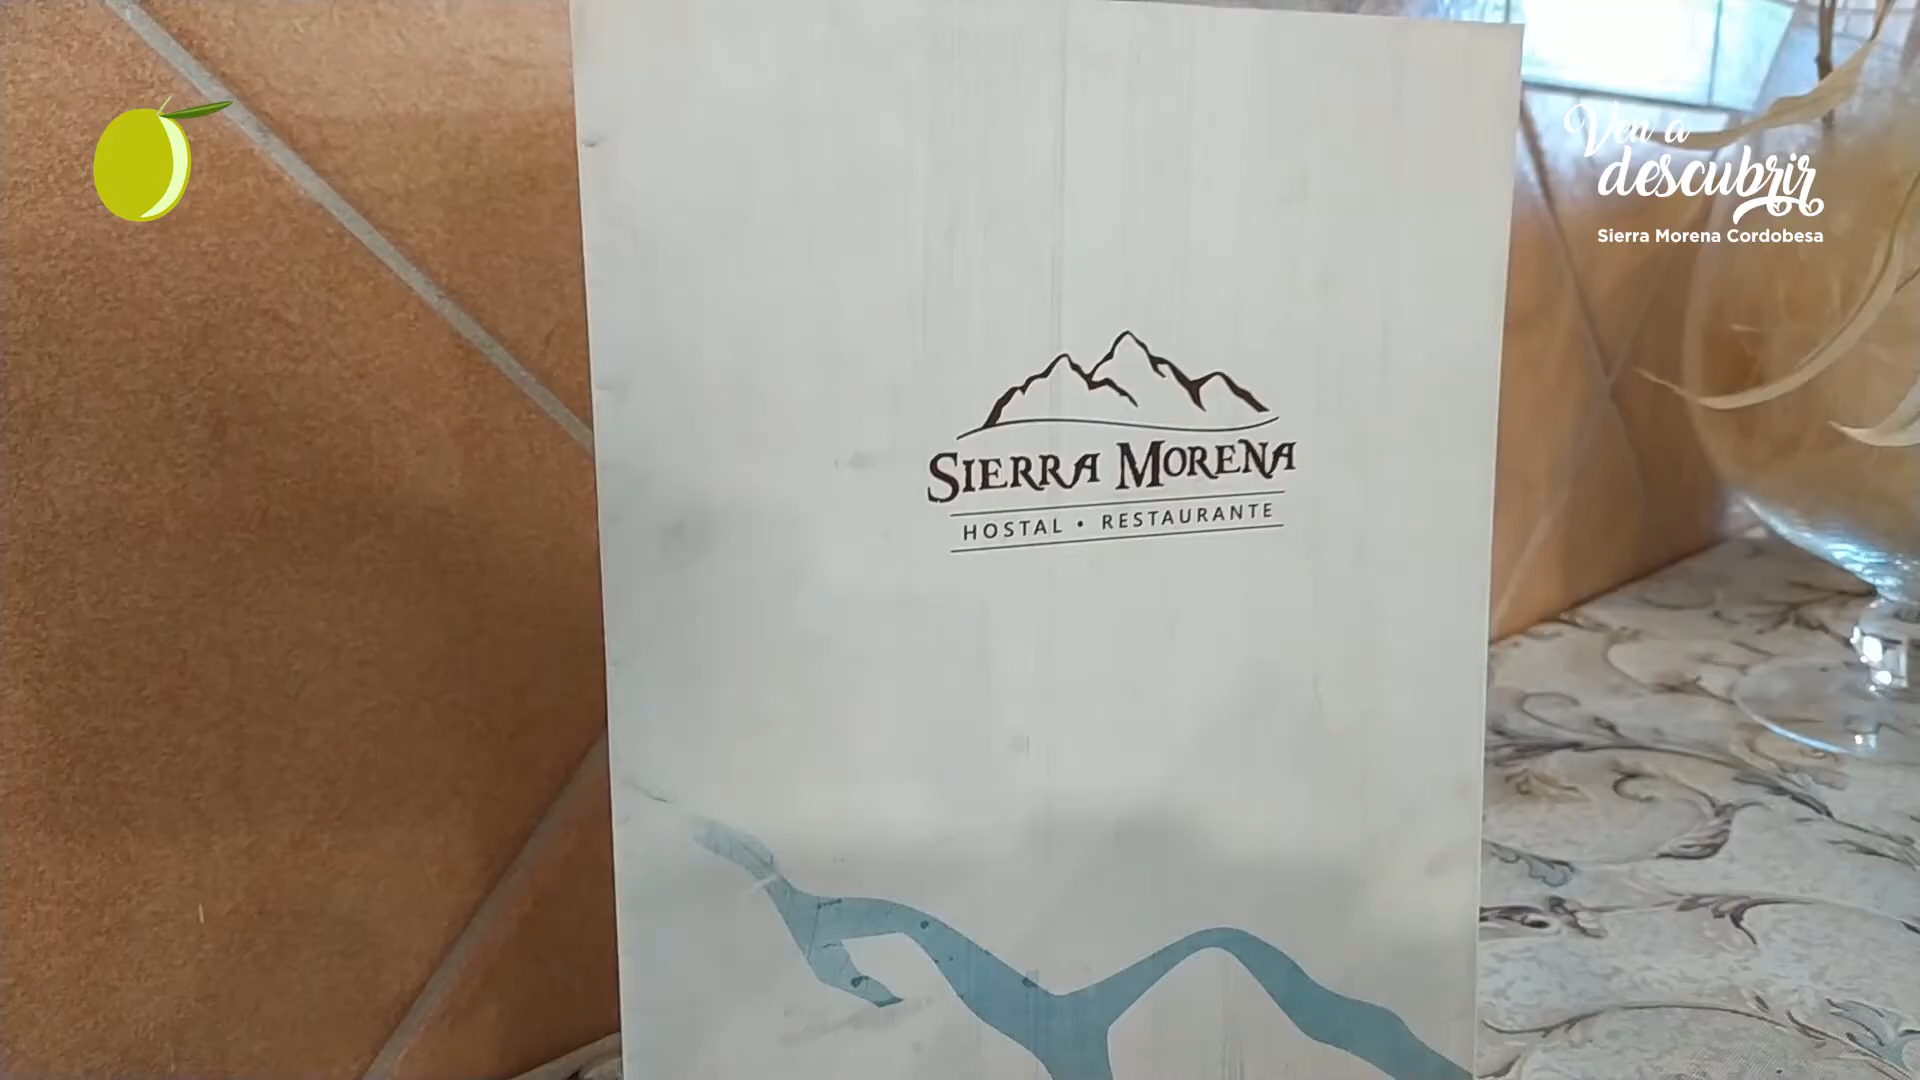 Ven a
descubrir
Sierra Morena Cordobesa
SIERRA MORENA
HOSTAL • RESTAURANTE